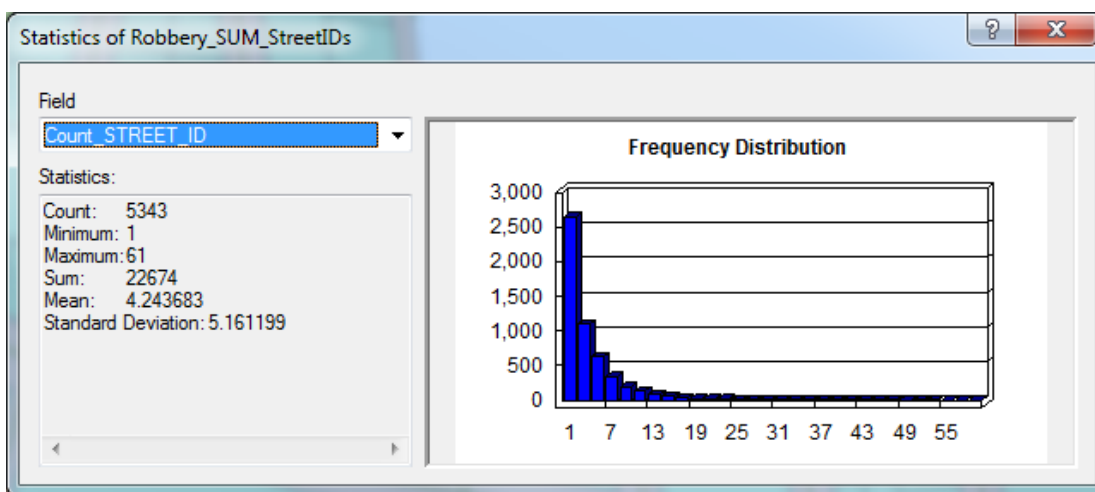 Statistics of Robbery_SUM_StreetIDs
?
Field
Count_STREET_ID
Statistics:
Count: 5343
Minimum: 1
Maximum:61
Sum: 22674
Mean: 4.243683
Standard Deviation: 5.161199
Frequency Distribution
3,000
2,500
2,000
1,500
1,000
500
0
1 7 13 19 25 31 37 43 49 55